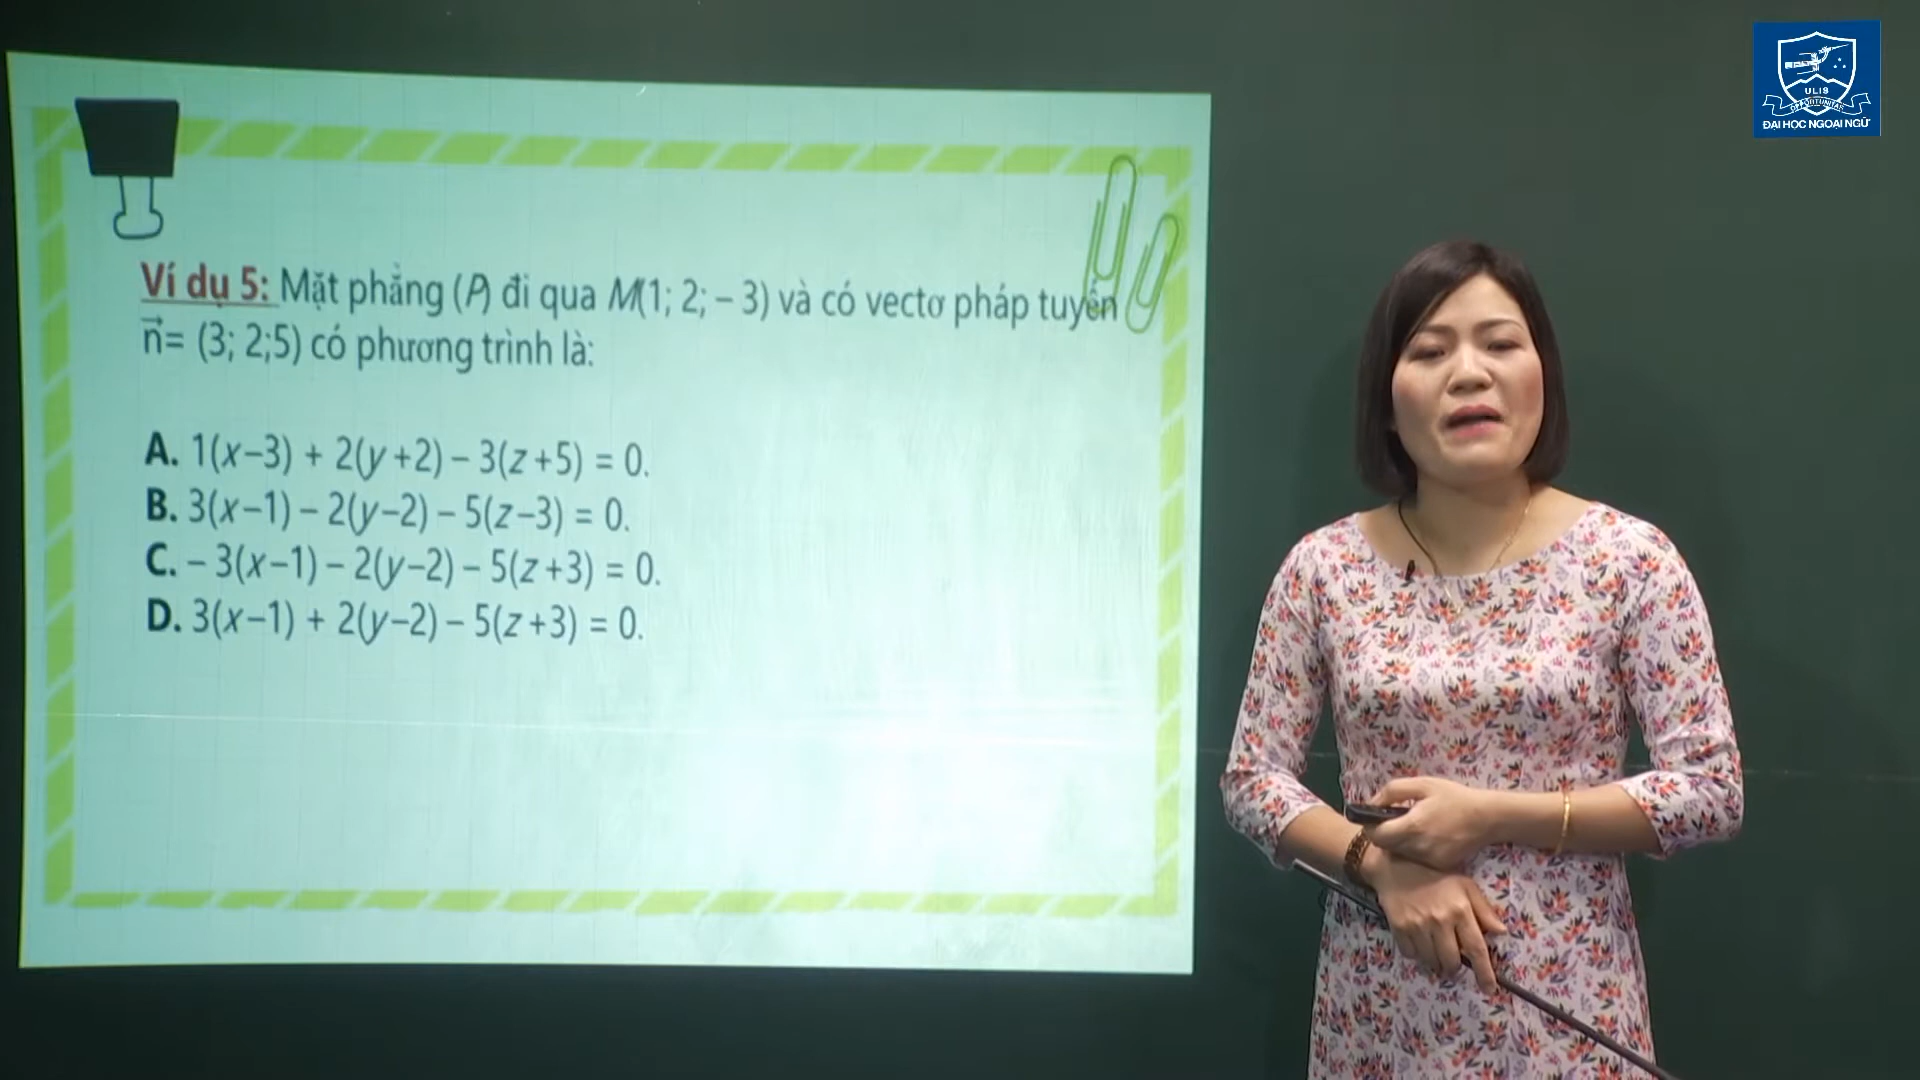 ULIS
OPPORTUNITAS
ĐẠI HỌC NGOẠI NGỮ
Ví dụ 5: Mặt phẳng (P) đi qua M(1; 2; – 3) và có vectơ pháp tuyến
n⃗= (3; 2;5) có phương trình là:
A. 1(x–3) + 2(y+2) – 3(z+5) = 0.
B. 3(x–1) – 2(y–2) – 5(z–3) = 0.
C. – 3(x–1) – 2(y–2) – 5(z+3) = 0.
D. 3(x–1) + 2(y–2) – 5(z+3) = 0.